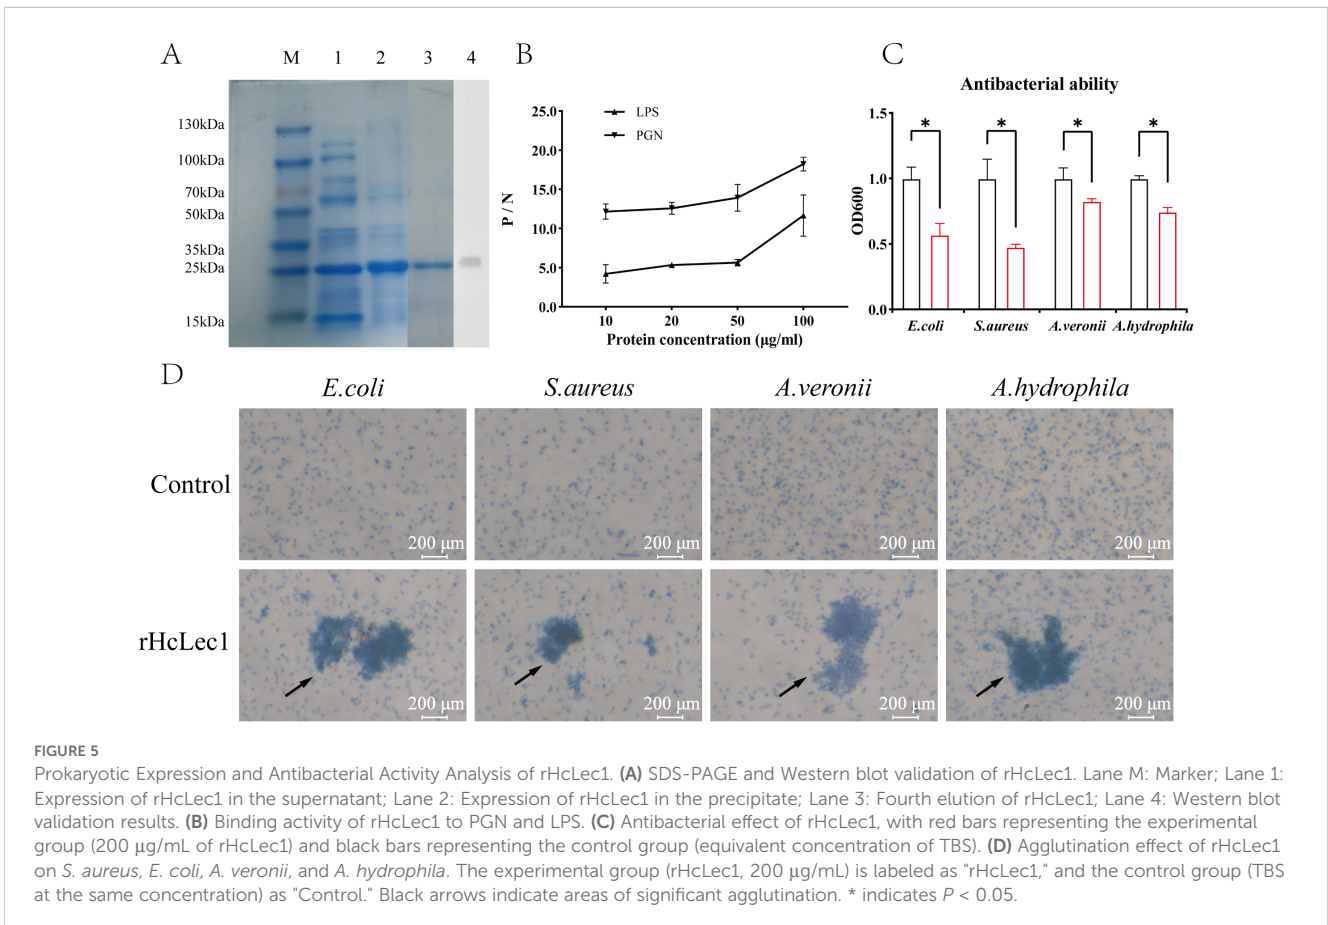 A
M 1 2 3 4
130kDa
100kDa
70kDa
50kDa
35kDa
25kDa
15kDa
B
LPS
PGN
25.0
20.0
15.0
10.0
5.0
0.0
P / N
10 20 50 100
Protein concentration (μg/ml)
C
Antibacterial ability
1.5
1.0
0.5
0.0
OD600
* * * *
E.coli S.aureus A.veronii A.hydrophila
D
E.coli S.aureus A.veronii A.hydrophila
Control
200 μm 200 μm 200 μm 200 μm
rHcLec1
200 μm 200 μm 200 μm 200 μm
FIGURE 5
Prokaryotic Expression and Antibacterial Activity Analysis of rHcLec1. (A) SDS-PAGE and Western blot validation of rHcLec1. Lane M: Marker; Lane 1:
Expression of rHcLec1 in the supernatant; Lane 2: Expression of rHcLec1 in the precipitate; Lane 3: Fourth elution of rHcLec1; Lane 4: Western blot
validation results. (B) Binding activity of rHcLec1 to PGN and LPS. (C) Antibacterial effect of rHcLec1, with red bars representing the experimental
group (200 μg/mL of rHcLec1) and black bars representing the control group (equivalent concentration of TBS). (D) Agglutination effect of rHcLec1
on S. aureus, E. coli, A. veronii, and A. hydrophila. The experimental group (rHcLec1, 200 μg/mL) is labeled as "rHcLec1," and the control group (TBS
at the same concentration) as "Control." Black arrows indicate areas of significant agglutination. * indicates P < 0.05.